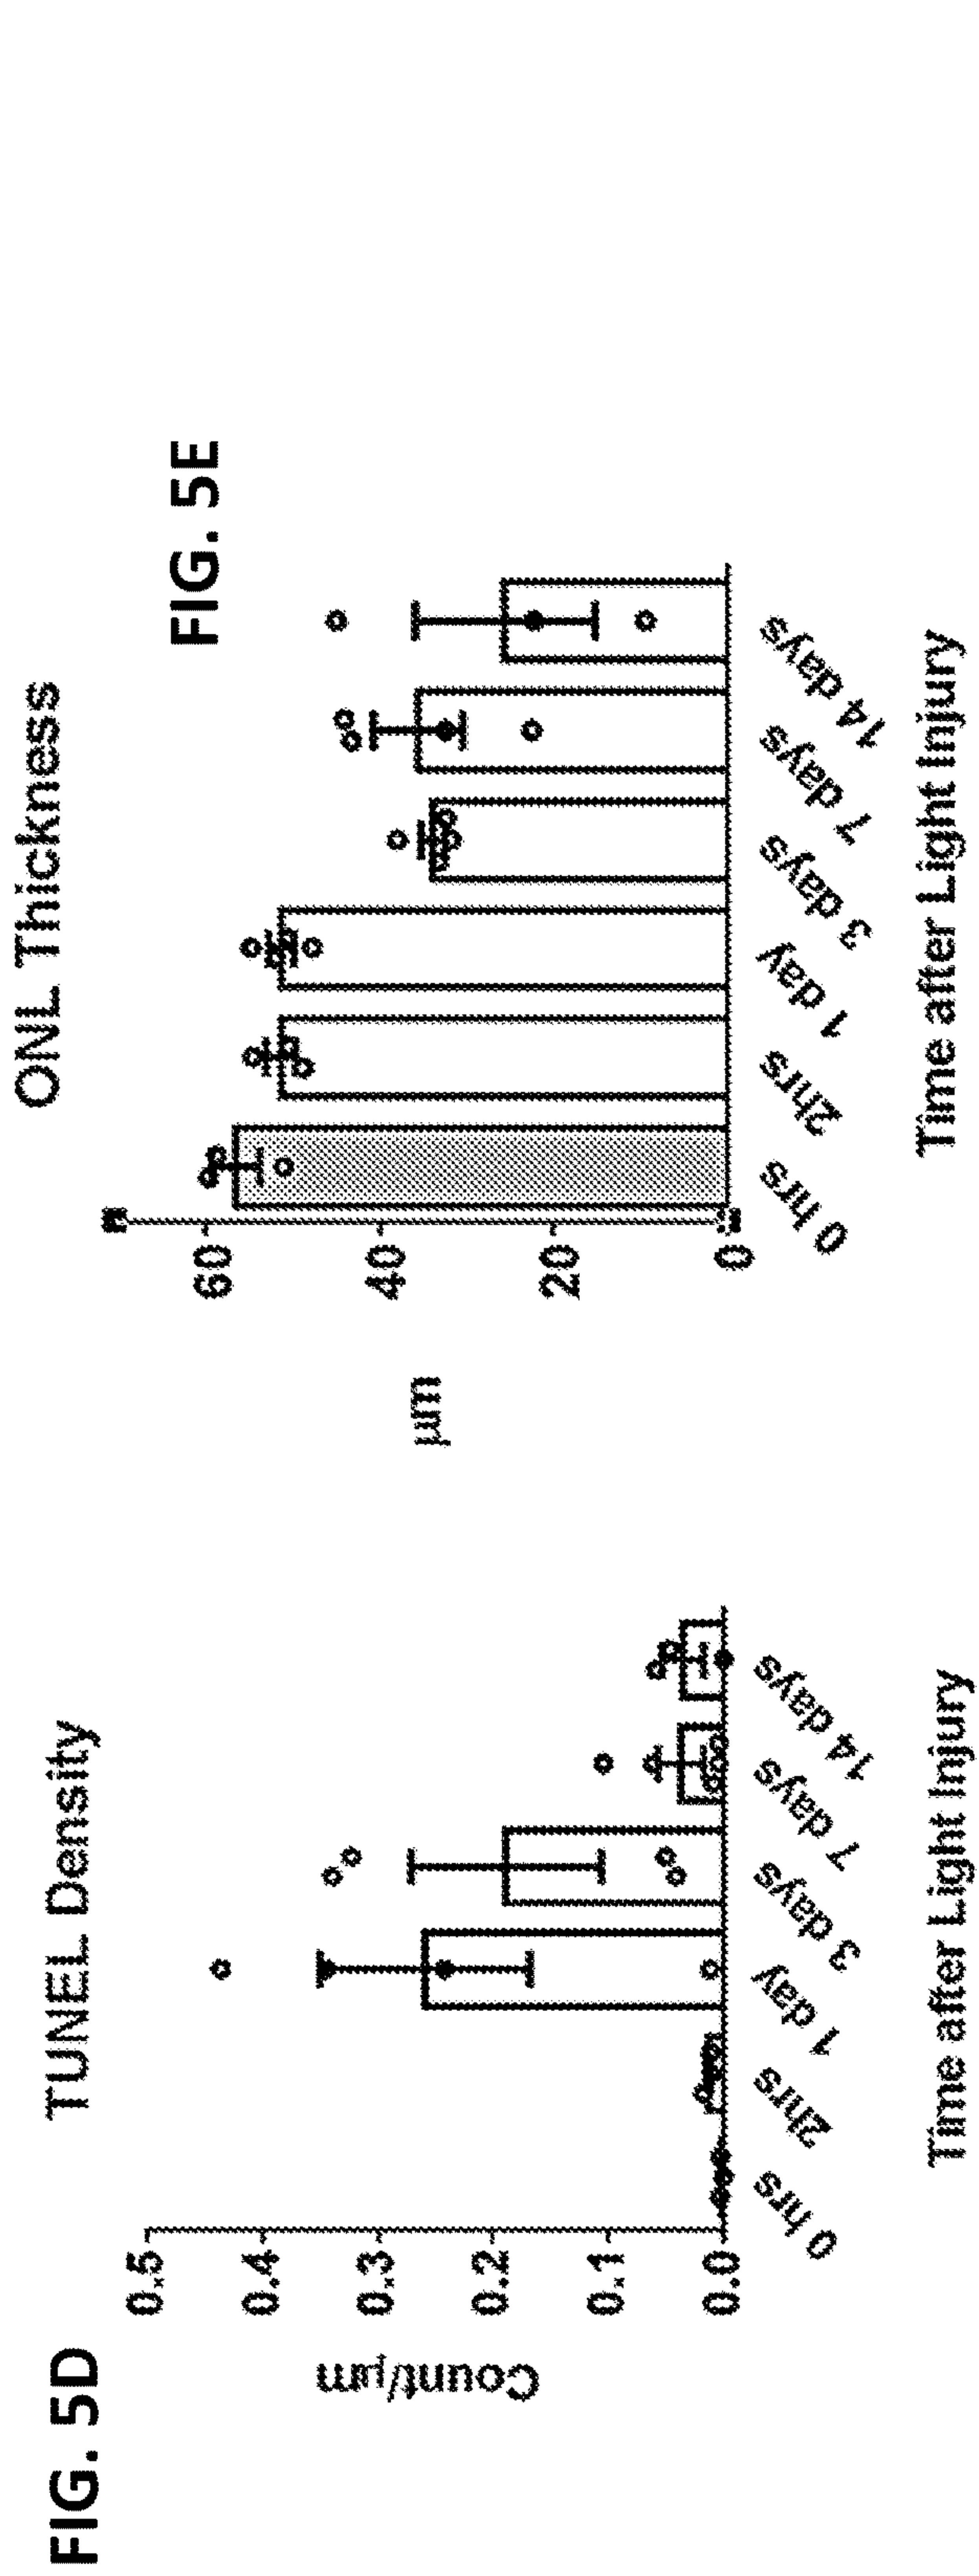 FIG. 5D
TUNEL Density
Count/µm
0.5
0.4
0.3
0.2
0.1
0.0
0 hrs
2hrs
1 day
3 days
7 days
14 days
Time after Light Injury
FIG. 5E
ONL Thickness
µm
60
40
20
0
0 hrs
2hrs
1 day
3 days
7 days
14 days
Time after Light Injury